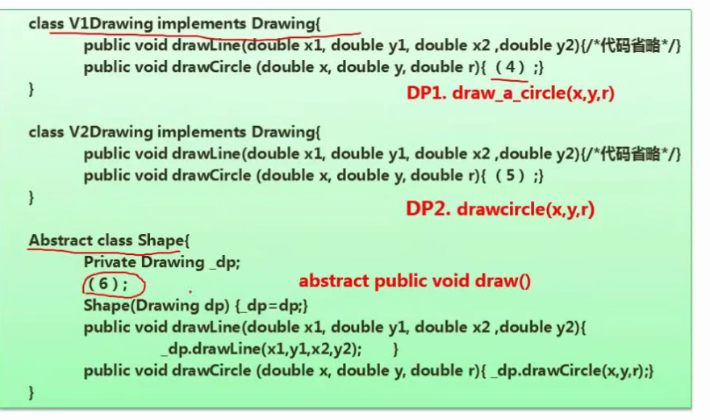 class V1Drawing implements Drawing{
public void drawLine(double x1, double y1, double x2 ,double y2){/*代码省略*/}
public void drawCircle (double x, double y, double r){ （4）;}
DP1. draw_a_circle(x,y,r)
}
class V2Drawing implements Drawing{
public void drawLine(double x1, double y1, double x2 ,double y2){/*代码省略*/}
public void drawCircle (double x, double y, double r){ （5）;}
DP2. drawcircle(x,y,r)
}
Abstract class Shape{
Private Drawing _dp;
（6）; abstract public void draw()
Shape(Drawing dp) {_dp=dp;}
public void drawLine(double x1, double y1, double x2 ,double y2){
_dp.drawLine(x1,y1,x2,y2); }
public void drawCircle (double x, double y, double r){ _dp.drawCircle(x,y,r);}
}